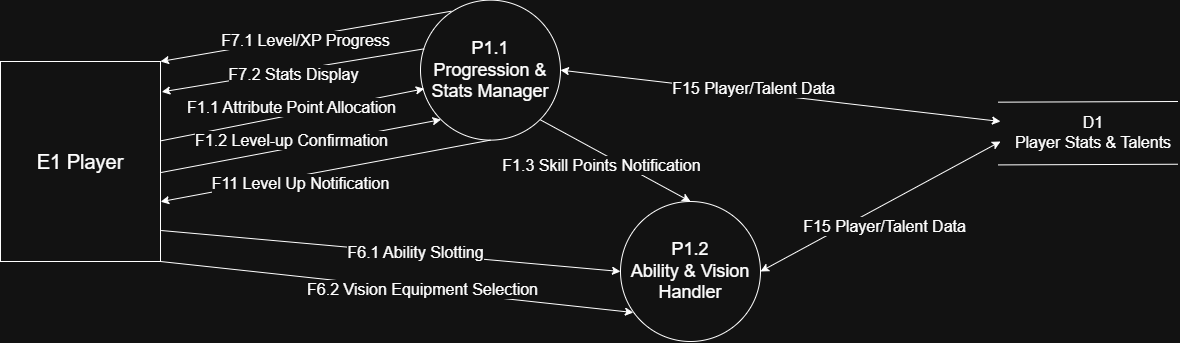 F7.1 Level/XP Progress
F7.2 Stats Display
F1.1 Attribute Point Allocation
F1.2 Level-up Confirmation
F11 Level Up Notification
E1 Player
P1.1
Progression &
Stats Manager
F15 Player/Talent Data
D1
Player Stats & Talents
F1.3 Skill Points Notification
F15 Player/Talent Data
F6.1 Ability Slotting
F6.2 Vision Equipment Selection
P1.2
Ability & Vision
Handler